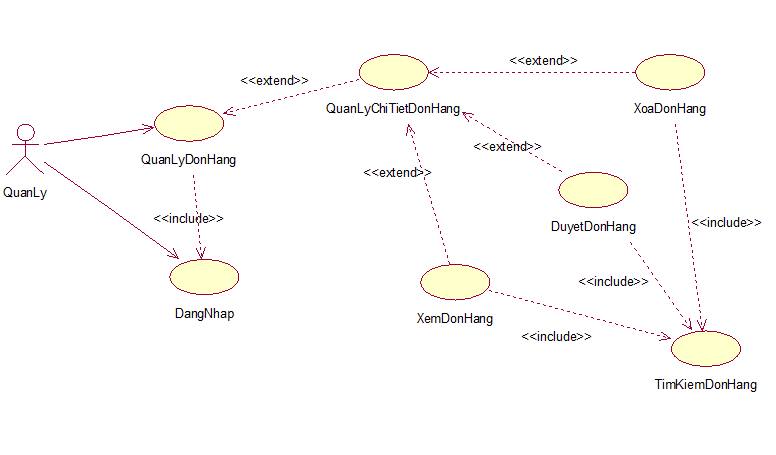 <<extend>>
<<extend>>
QuanLyChiTietDonHang
XoaDonHang
QuanLyDonHang
<<extend>>
<<extend>>
QuanLy
<<include>>
DuyetDonHang
<<include>>
<<include>>
DangNhap
XemDonHang
<<include>>
TimKiemDonHang